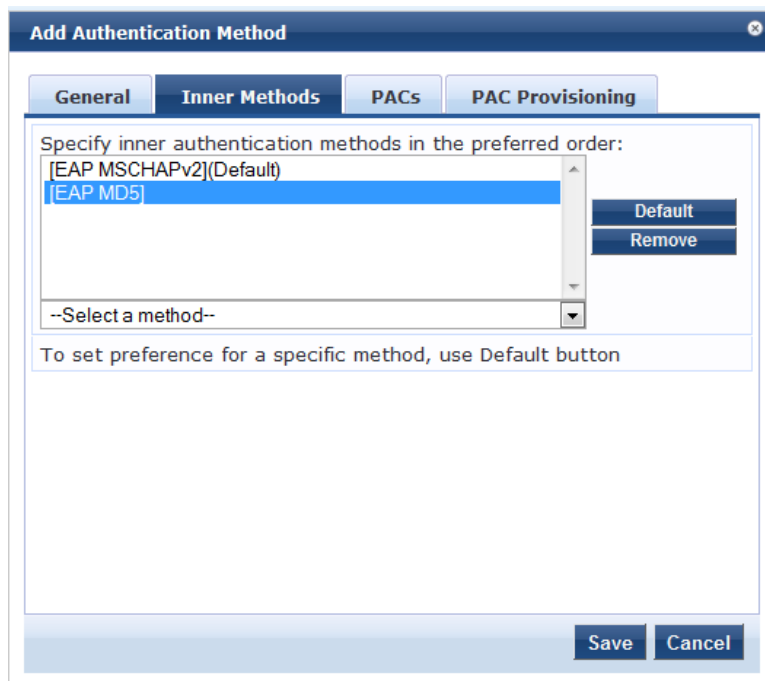 Add Authentication Method
General
Inner Methods
PACs
PAC Provisioning
Specify inner authentication methods in the preferred order:
[EAP MSCHAPv2](Default)
[EAP MD5]
Default
Remove
--Select a method--
To set preference for a specific method, use Default button
Save
Cancel